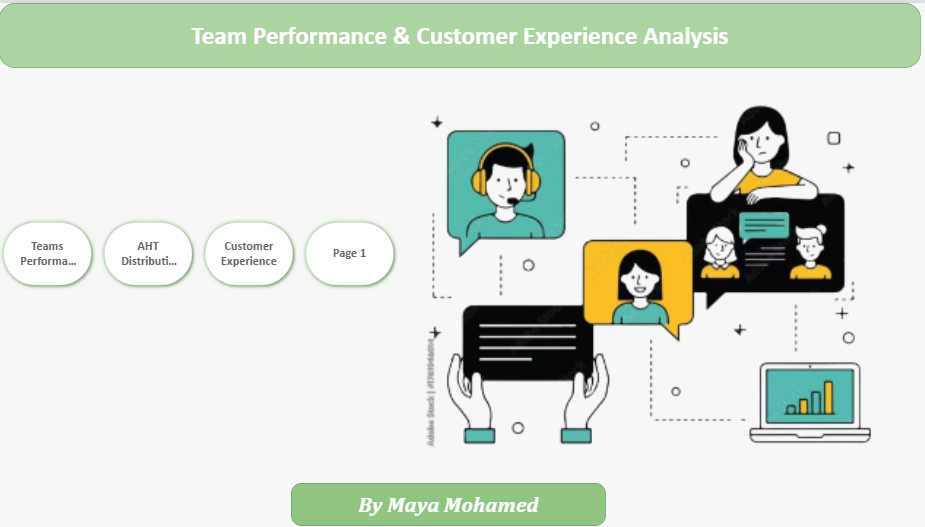 Team Performance & Customer Experience Analysis
Teams
Performa...
AHT
Distributi...
Customer
Experience
Page 1
By Maya Mohamed